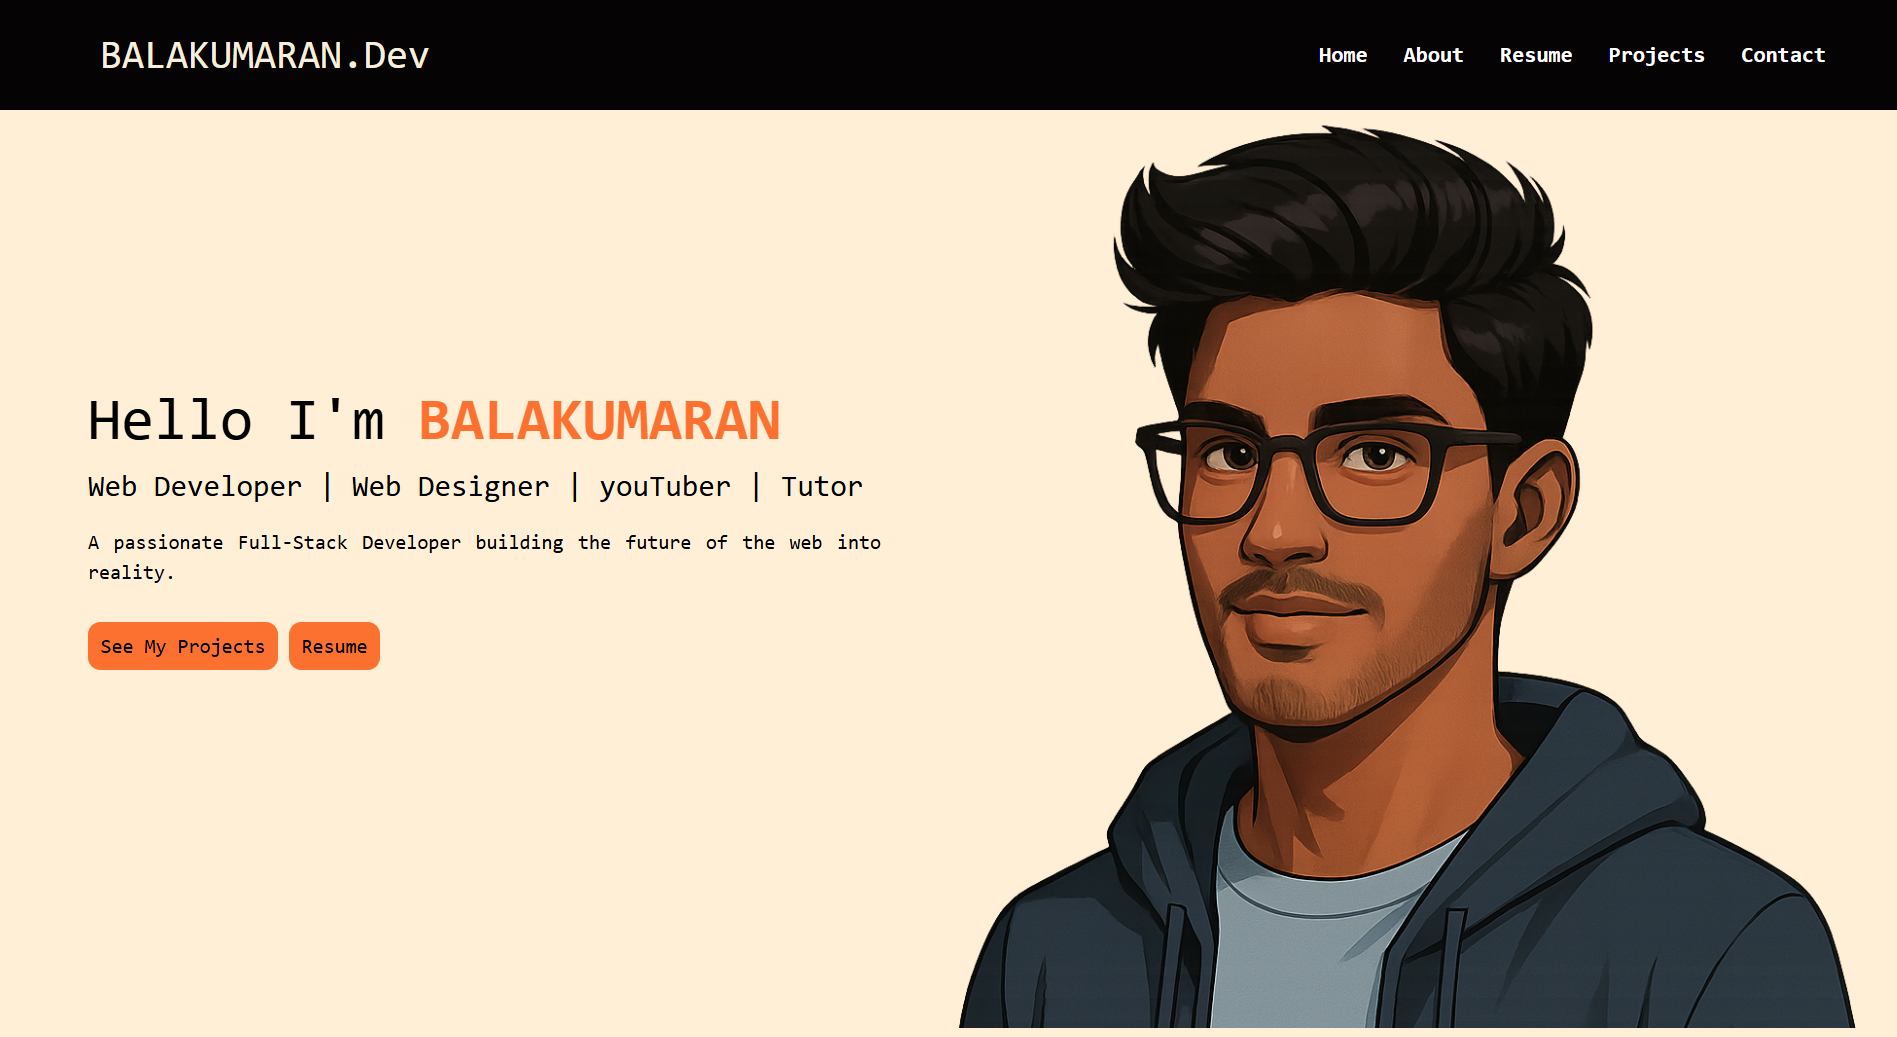 BALAKUMARAN.Dev
Home About Resume Projects Contact
Hello I'm BALAKUMARAN
Web Developer | Web Designer | youTuber | Tutor
A passionate Full-Stack Developer building the future of the web into
reality.
See My Projects Resume